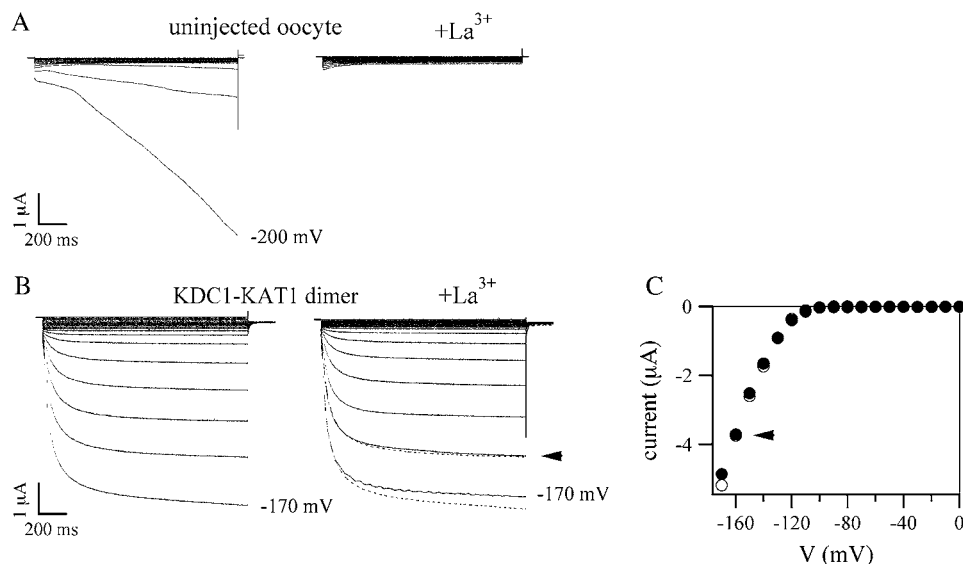 A
uninjected oocyte
+La3+
1 µA
200 ms
-200 mV
B
KDC1-KAT1 dimer
+La3+
1 µA
200 ms
-170 mV
-170 mV
C
0
-2
-4
current (µA)
-160
-120
-80
-40
0
V (mV)